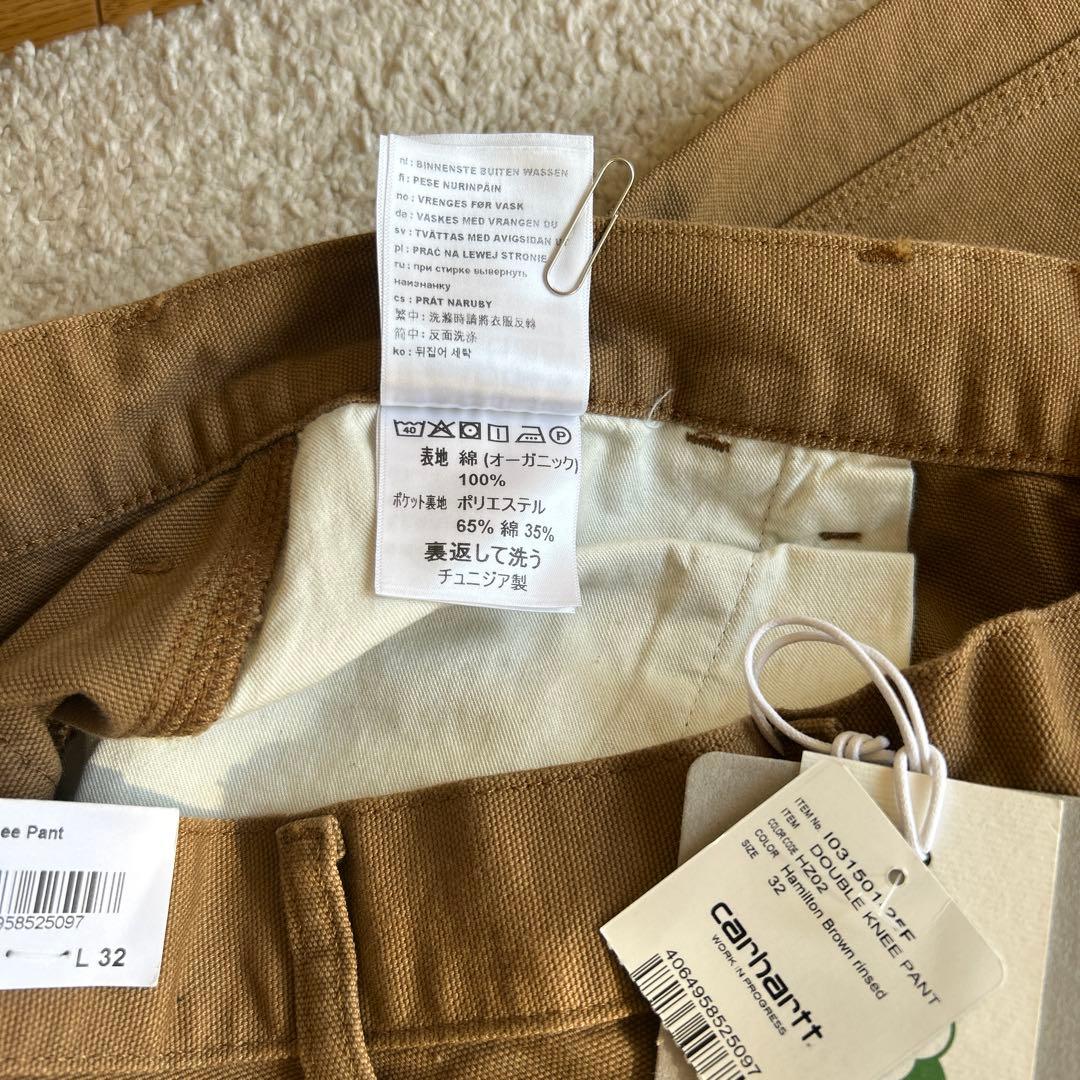 nl : BINNENSTE BUITEN WASSEN
fi : PESE NURINPÄIN
no : VRENGES FØR VASK
da : VASKES MED VRANGEN UD
sv : TVÄTTAS MED AVIGSIDAN
pl : PRAĆ NA LEWEJ STRONIE
ru : при стирке вывернуть
наизнанку
cs : PRÁT NARUBY
繁中 : 洗滌時請將衣服反轉
简中 : 反面洗涤
ko : 뒤집어 세탁
40 P
表地 綿 (オーガニック)
100%
ポケット裏地 ポリエステル
65% 綿 35%
裏返して洗う
チュニジア製
ee Pant
958525097
L 32
ITEM No. I031501.25F
ITEM DOUBLE KNEE PANT
COLOR CODE HZ02
COLOR Hamilton Brown rinsed
SIZE 32
carhartt
WORK IN PROGRESS
4064958525097